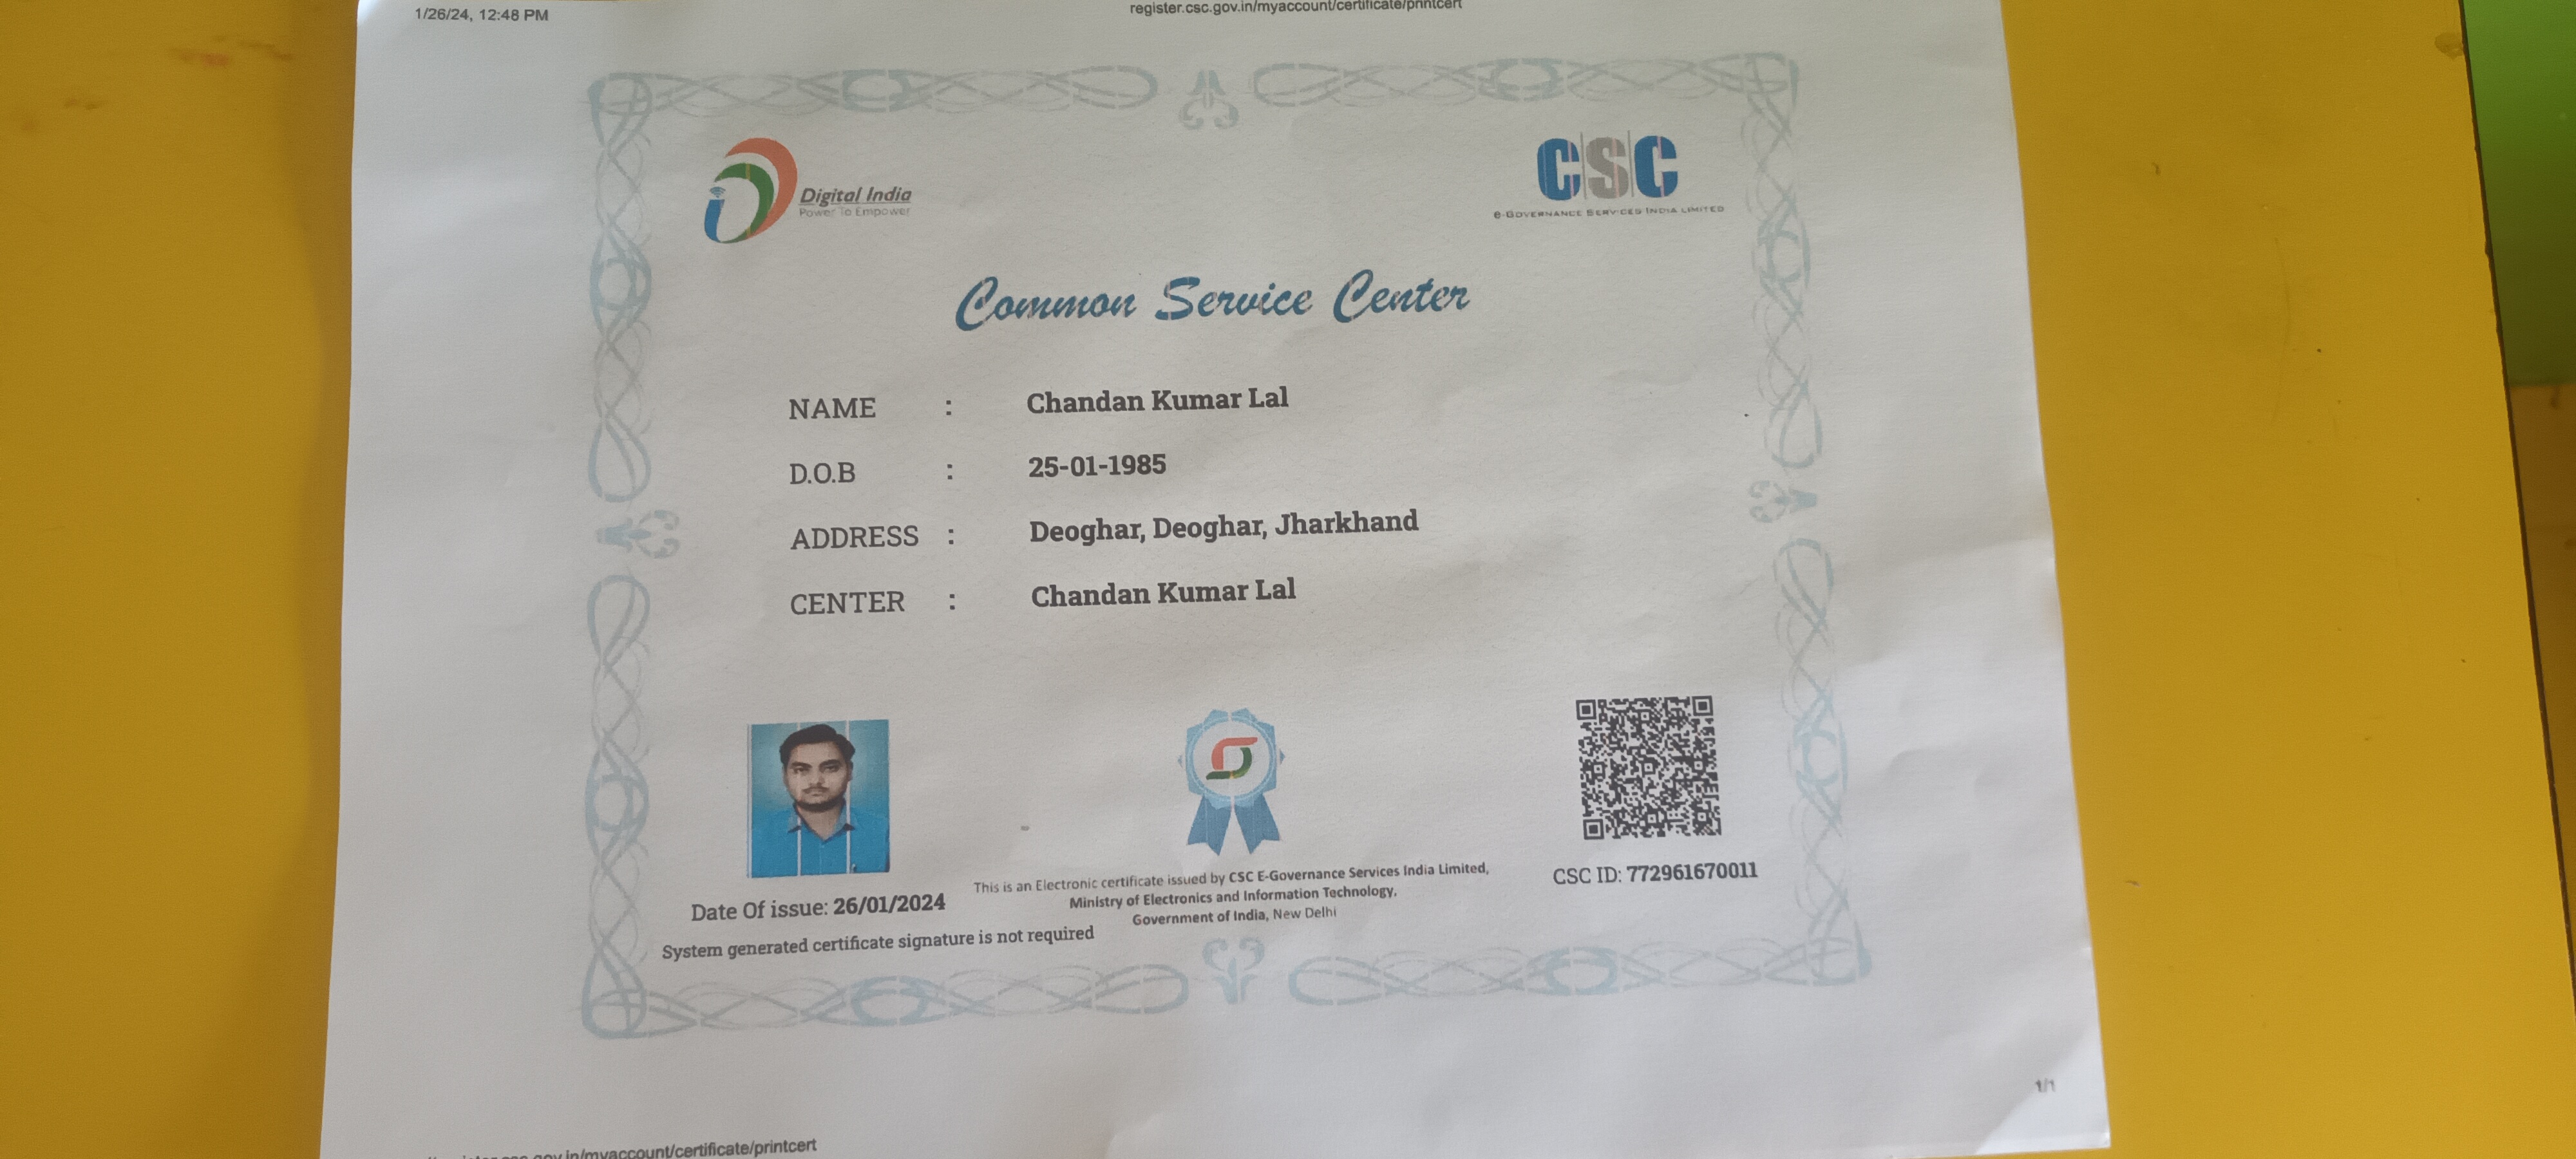 1/26/24, 12:48 PM
register.csc.gov.in/myaccount/certificate/printcert
Digital India
Power To Empower
CSC
e-Governance Services India Limited
Common Service Center
NAME : Chandan Kumar Lal
D.O.B : 25-01-1985
ADDRESS : Deoghar, Deoghar, Jharkhand
CENTER : Chandan Kumar Lal
This is an Electronic certificate issued by CSC E-Governance Services India Limited,
Ministry of Electronics and Information Technology,
Government of India, New Delhi
CSC ID: 772961670011
Date Of issue: 26/01/2024
System generated certificate signature is not required
1/1
gov.in/myaccount/certificate/printcert